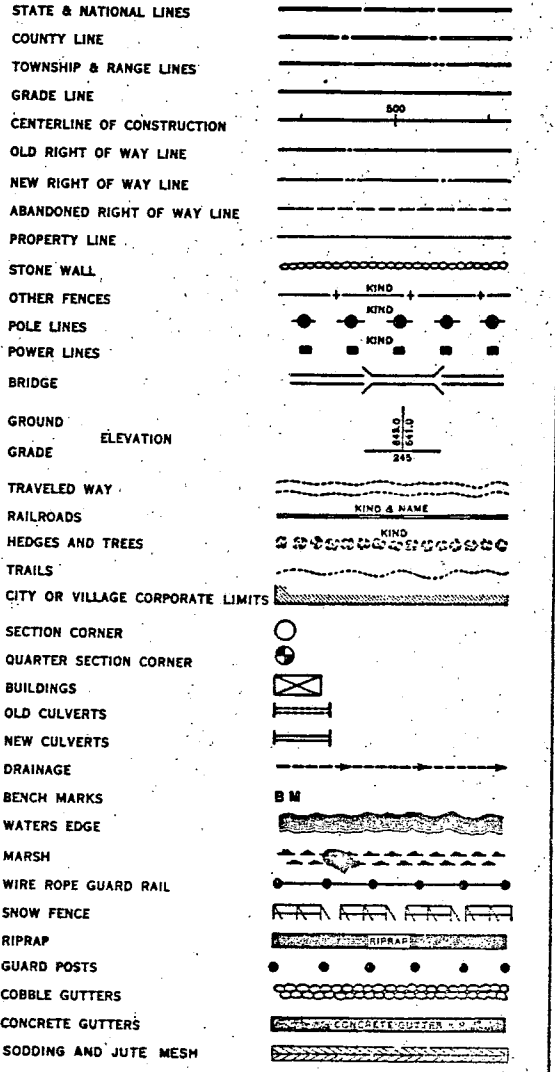 STATE & NATIONAL LINES
COUNTY LINE
TOWNSHIP & RANGE LINES
GRADE LINE
500
CENTERLINE OF CONSTRUCTION
OLD RIGHT OF WAY LINE
NEW RIGHT OF WAY LINE
ABANDONED RIGHT OF WAY LINE
PROPERTY LINE
STONE WALL
OTHER FENCES KIND
POLE LINES KIND
POWER LINES KIND
BRIDGE
GROUND
ELEVATION
GRADE
645.0
641.0
245
TRAVELED WAY
RAILROADS KIND & NAME
HEDGES AND TREES KIND
TRAILS
CITY OR VILLAGE CORPORATE LIMITS
SECTION CORNER
QUARTER SECTION CORNER
BUILDINGS
OLD CULVERTS
NEW CULVERTS
DRAINAGE
BENCH MARKS BM
WATERS EDGE
MARSH
WIRE ROPE GUARD RAIL
SNOW FENCE
RIPRAP RIPRAP
GUARD POSTS
COBBLE GUTTERS
CONCRETE GUTTERS CONCRETE GUTTER
SODDING AND JUTE MESH